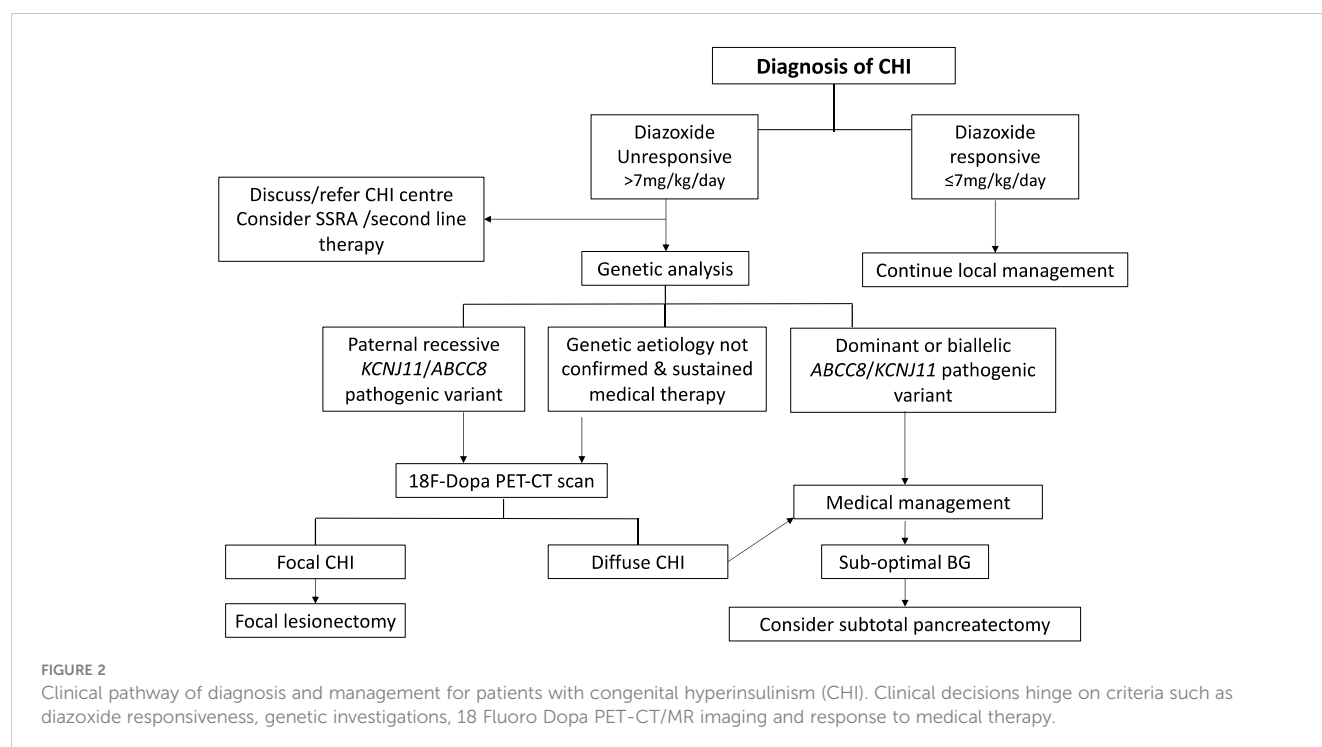 Diagnosis of CHI
Diazoxide
Unresponsive
>7mg/kg/day
Diazoxide
responsive
≤7mg/kg/day
Discuss/refer CHI centre
Consider SSRA /second line
therapy
Genetic analysis
Continue local management
Paternal recessive
KCNJ11/ABCC8
pathogenic variant
Genetic aetiology not
confirmed & sustained
medical therapy
Dominant or biallelic
ABCC8/KCNJ11 pathogenic
variant
18F-Dopa PET-CT scan
Medical management
Focal CHI
Diffuse CHI
Sub-optimal BG
Focal lesionectomy
Consider subtotal pancreatectomy
FIGURE 2
Clinical pathway of diagnosis and management for patients with congenital hyperinsulinism (CHI). Clinical decisions hinge on criteria such as
diazoxide responsiveness, genetic investigations, 18 Fluoro Dopa PET-CT/MR imaging and response to medical therapy.